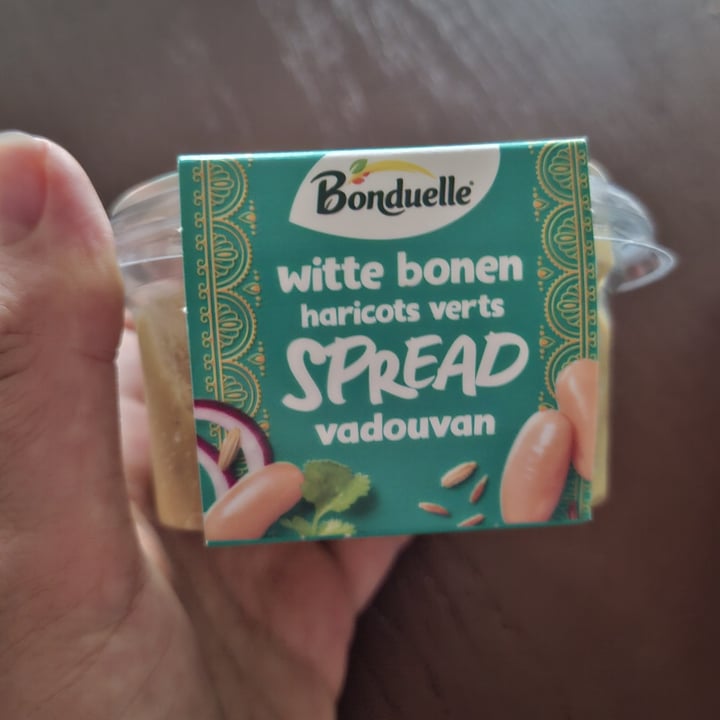 Bonduelle
witte bonen
haricots verts
SPREAD
vadouvan